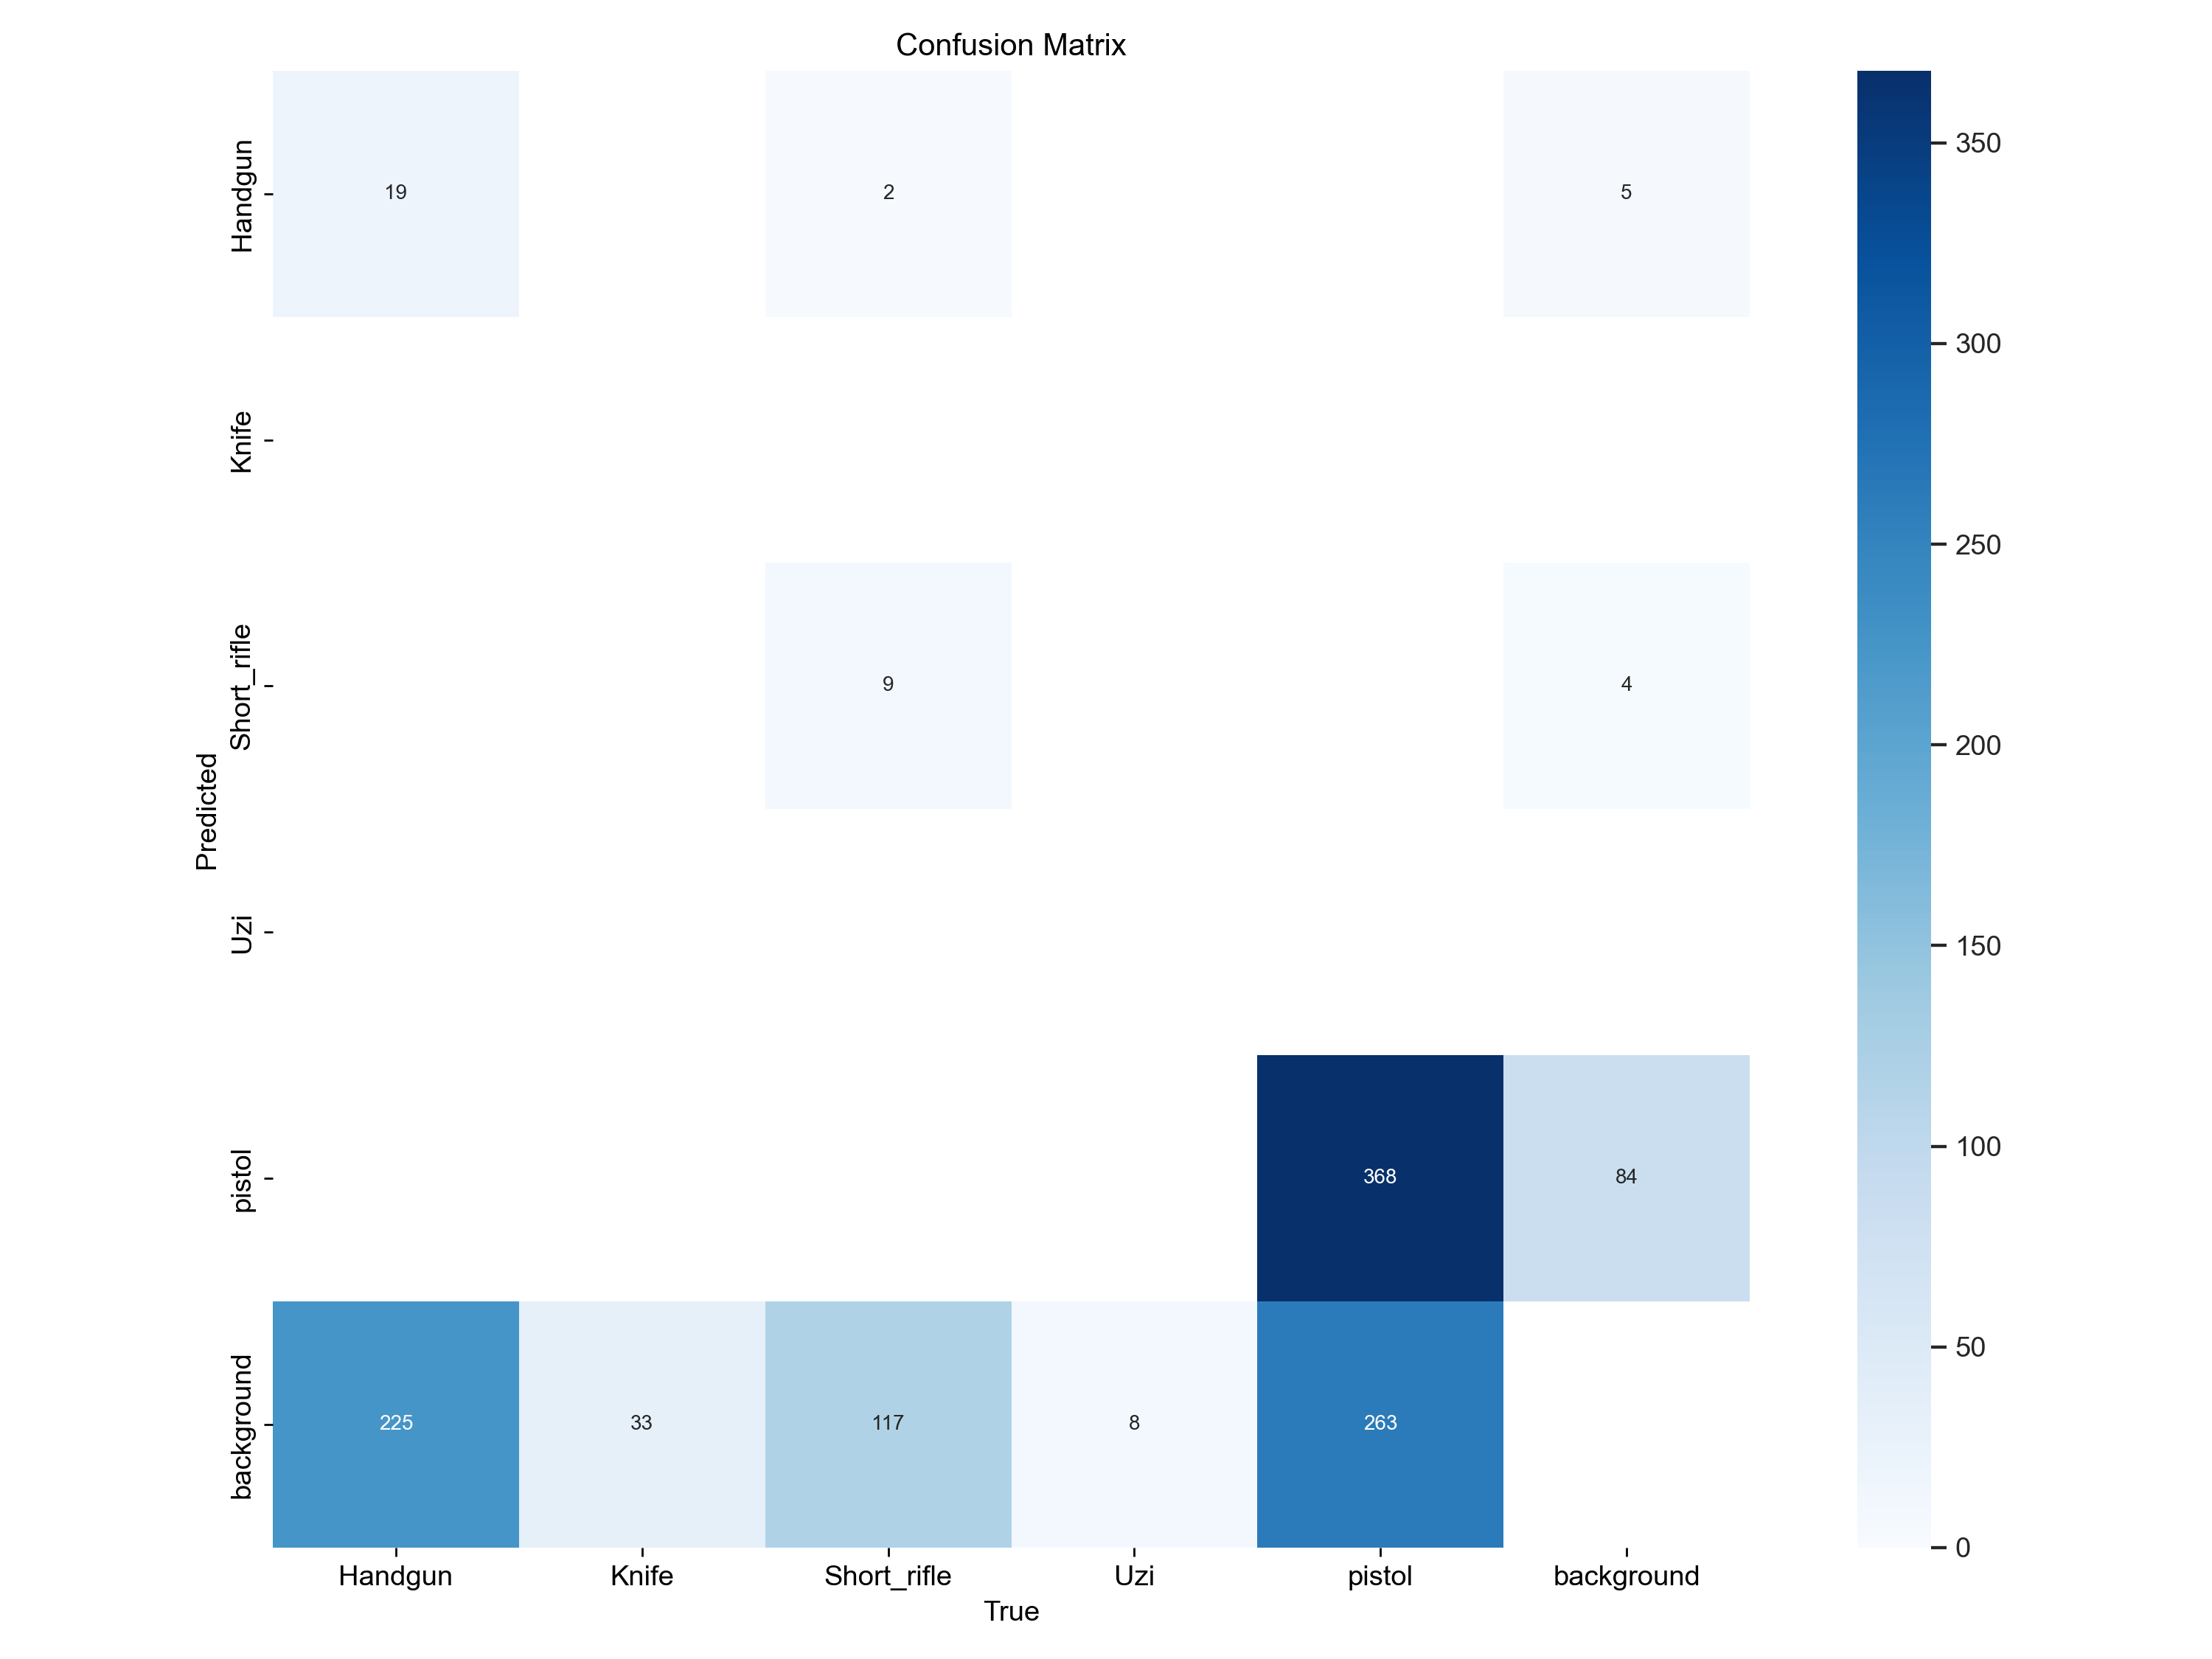 Confusion Matrix
Handgun
19
2
5
Knife
Short_rifle
9
4
Uzi
pistol
368
84
background
225
33
117
8
263
Predicted
Handgun
Knife
Short_rifle
Uzi
pistol
background
True
350
300
250
200
150
100
50
0